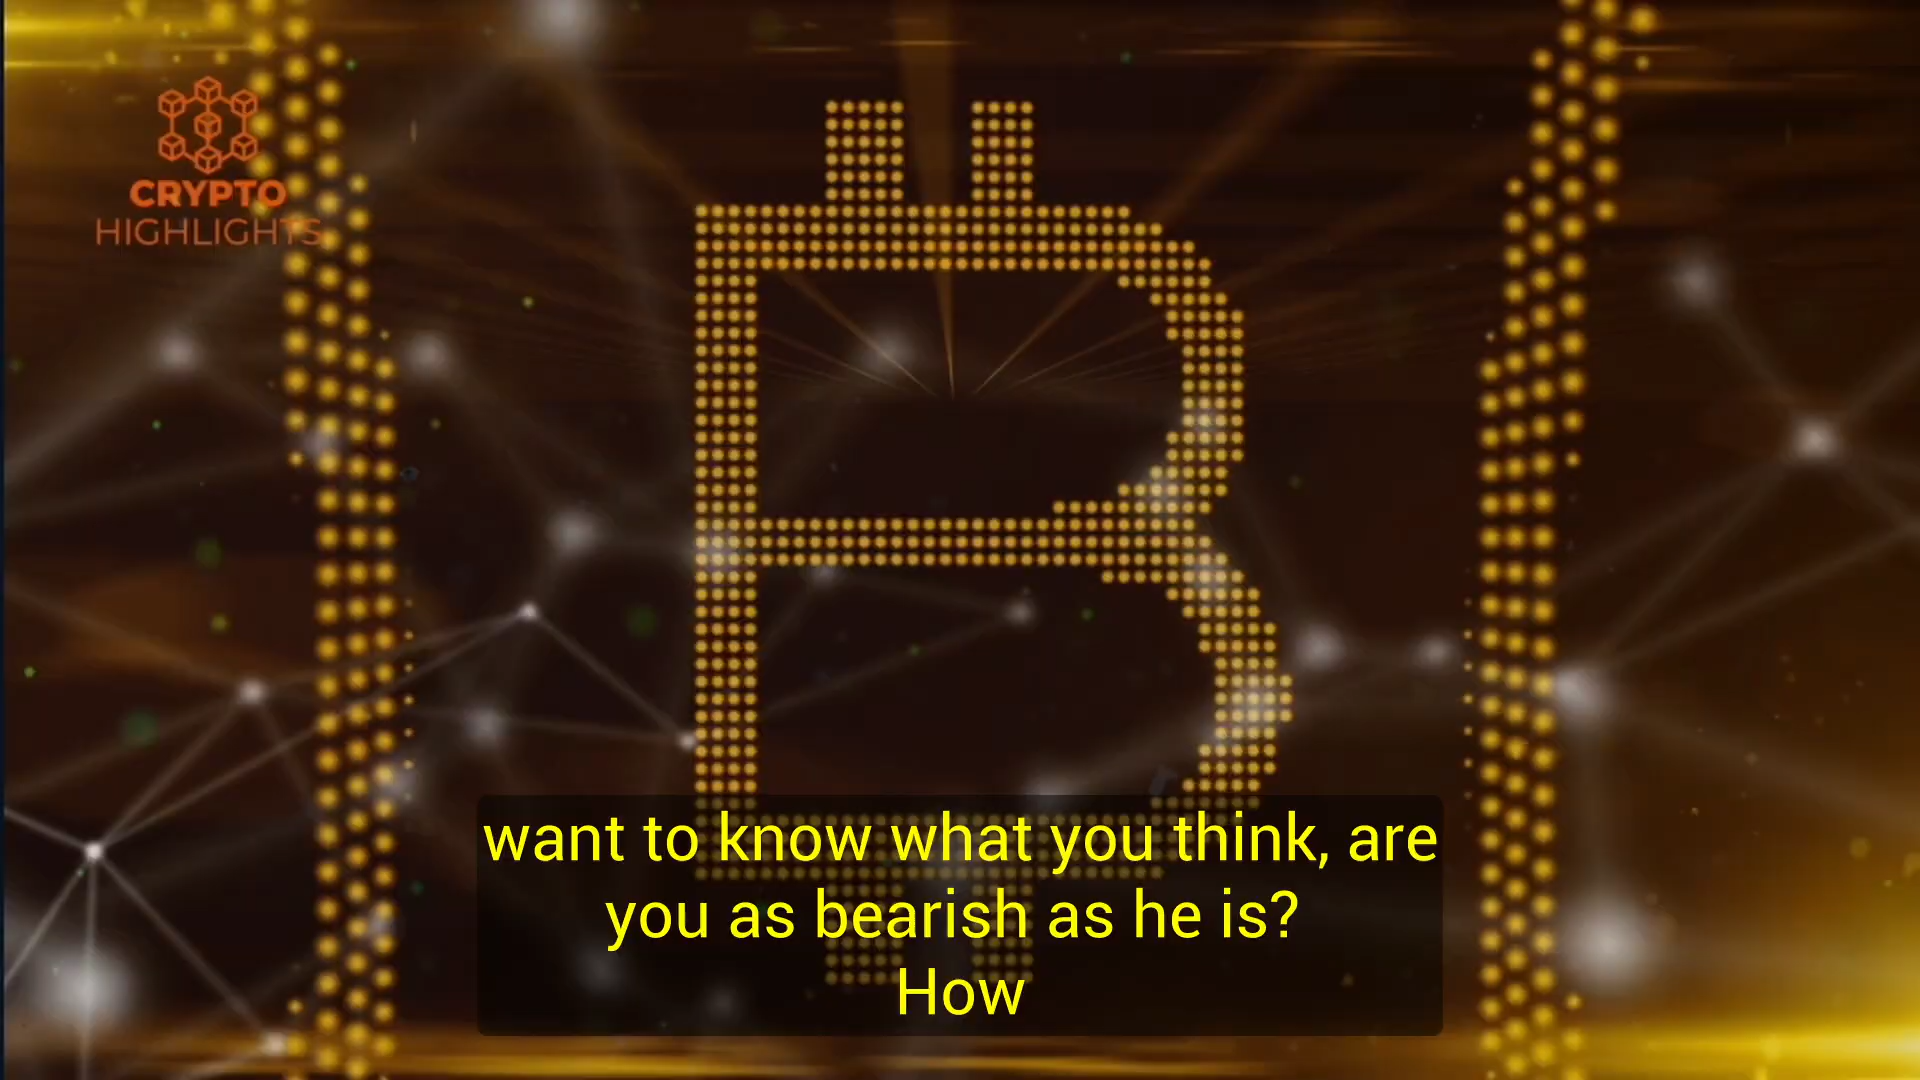 CRYPTO
HIGHLIGHTS
want to know what you think, are
you as bearish as he is?
How